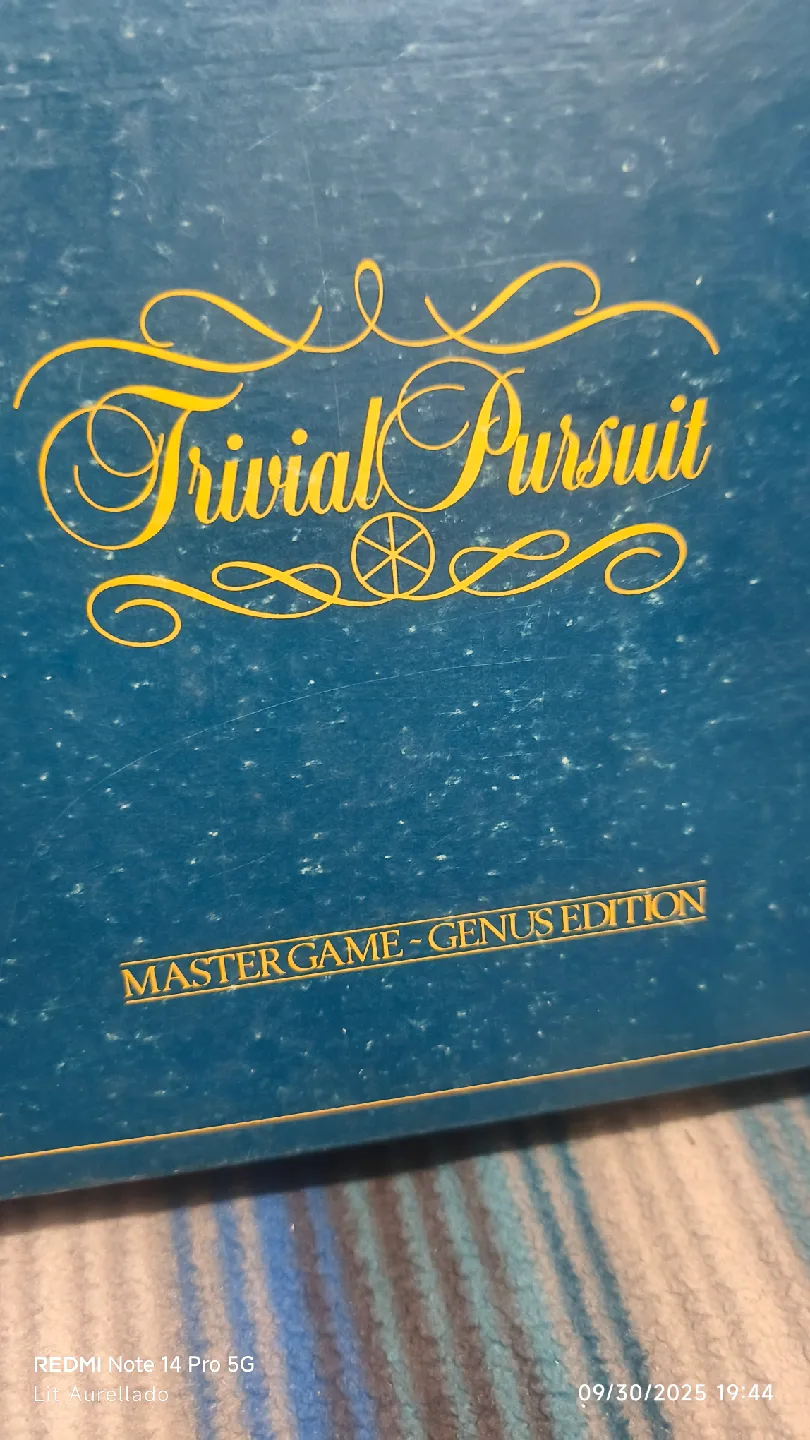 Trivial Pursuit
MASTER GAME - GENUS EDITION
REDMI Note 14 Pro 5G
Lit Aurellado
09/30/2025 19:44